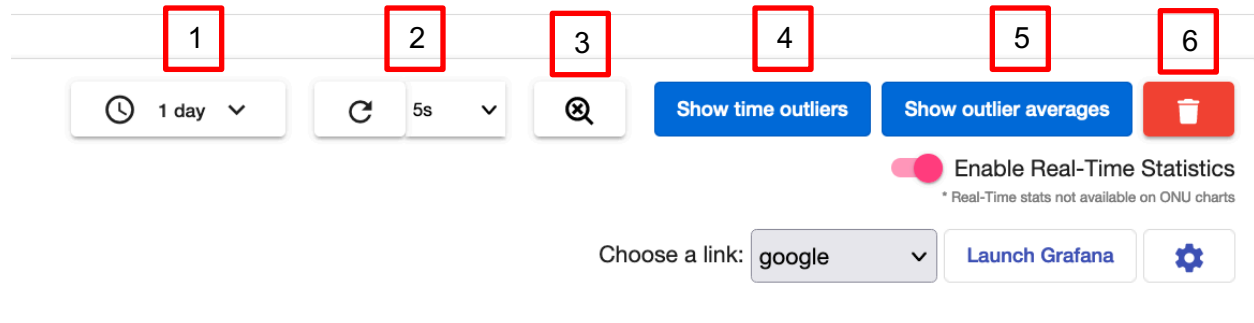 1 2 3 4 5 6
1 day 5s Show time outliers Show outlier averages
Enable Real-Time Statistics
* Real-Time stats not available on ONU charts
Choose a link: google Launch Grafana